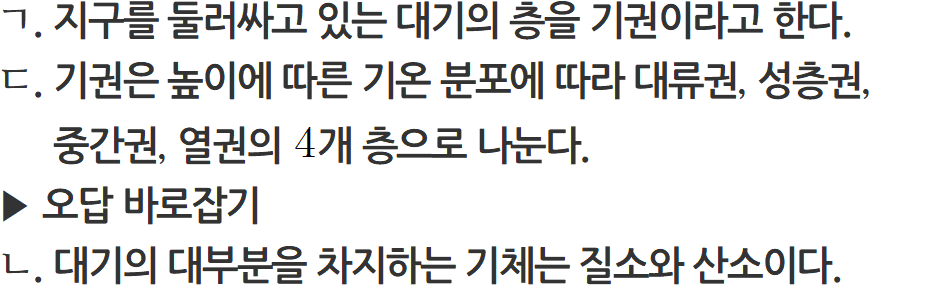 ㄱ. 지구를 둘러싸고 있는 대기의 층을 기권이라고 한다.
ㄷ. 기권은 높이에 따른 기온 분포에 따라 대류권, 성층권,
중간권, 열권의 4개 층으로 나눈다.
▶ 오답 바로잡기
ㄴ. 대기의 대부분을 차지하는 기체는 질소와 산소이다.